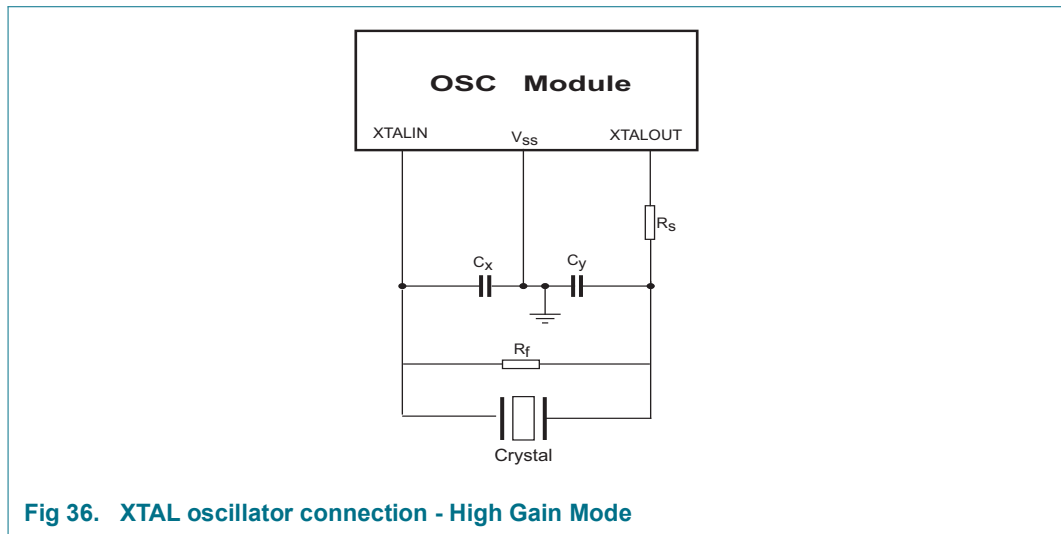 OSC Module
XTALIN
Vss
XTALOUT
Rs
Cx
Cy
Rf
Crystal
Fig 36. XTAL oscillator connection - High Gain Mode